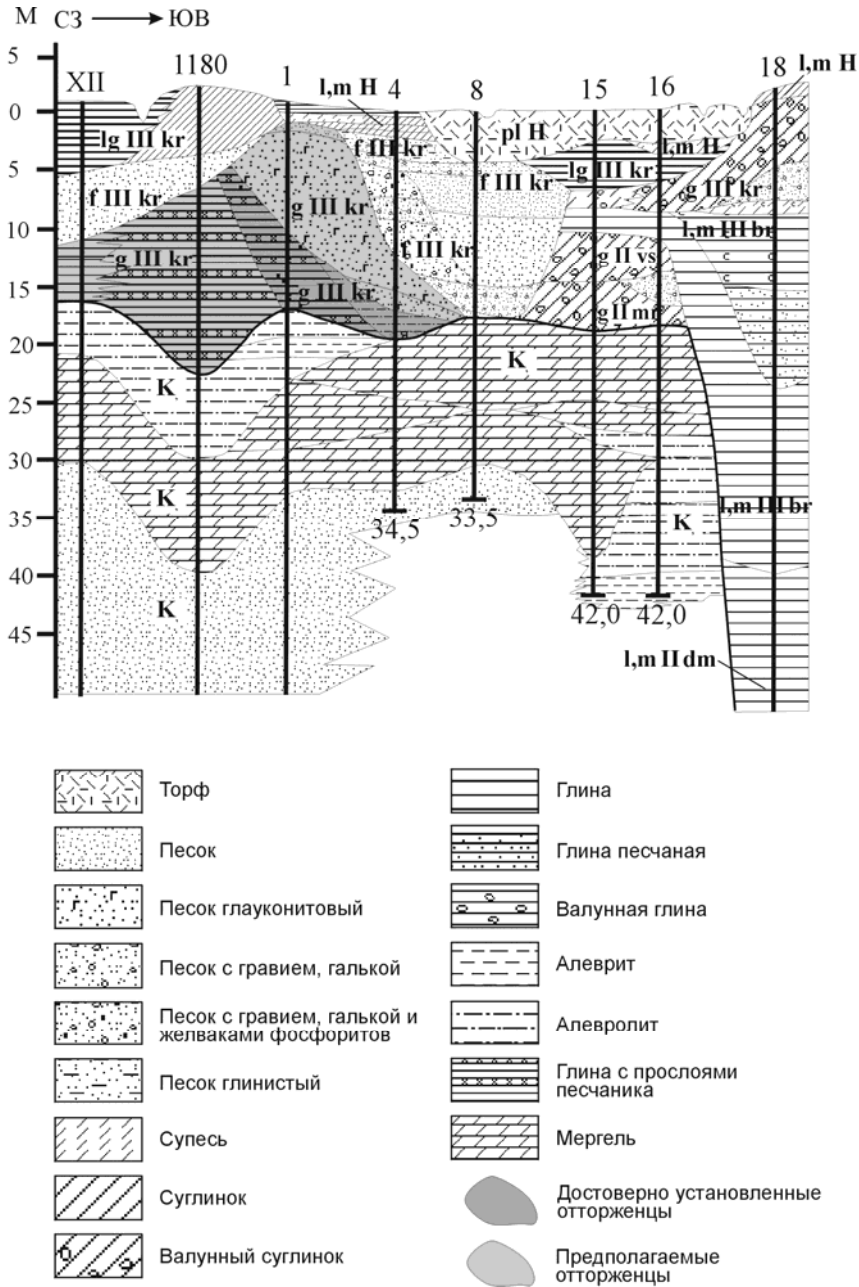 М СЗ ЮВ
5
0
5
10
15
20
25
30
35
40
45
XII
1180
1
4
8
15
16
18
l,m H
l,m H
lg III kr
f III kr
pl H
l,m H
lg III kr
f III kr
g III kr
f III kr
g III kr
l,m III br
f III kr
g III kr
g II vs
g III kr
g II mr
K
K
K
K
K
l,m III br
34,5
33,5
42,0
42,0
l,m II dm
Торф
Песок
Песок глауконитовый
Песок с гравием, галькой
Песок с гравием, галькой и
желваками фосфоритов
Песок глинистый
Супесь
Суглинок
Валунный суглинок
Глина
Глина песчаная
Валунная глина
Алеврит
Алевролит
Глина с прослоями
песчаника
Мергель
Достоверно установленные
отторженцы
Предполагаемые
отторженцы